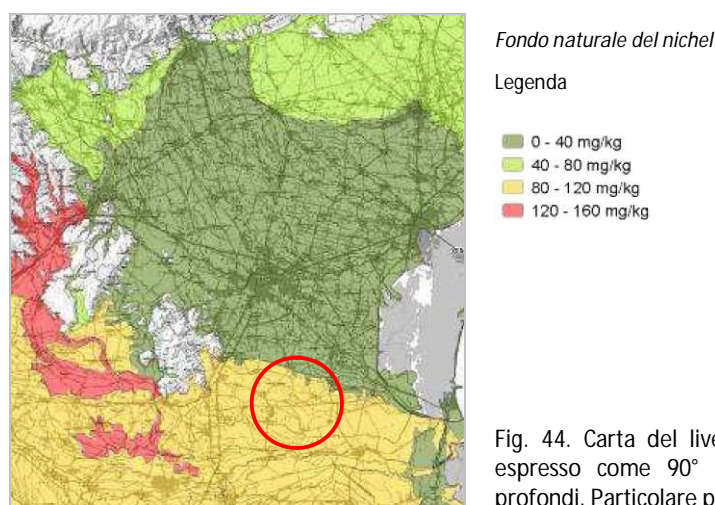 Fondo naturale del nichel
Legenda
0 - 40 mg/kg
40 - 80 mg/kg
80 - 120 mg/kg
120 - 160 mg/kg
Fig. 44. Carta del
espresso come 90°
profondi. Particolare